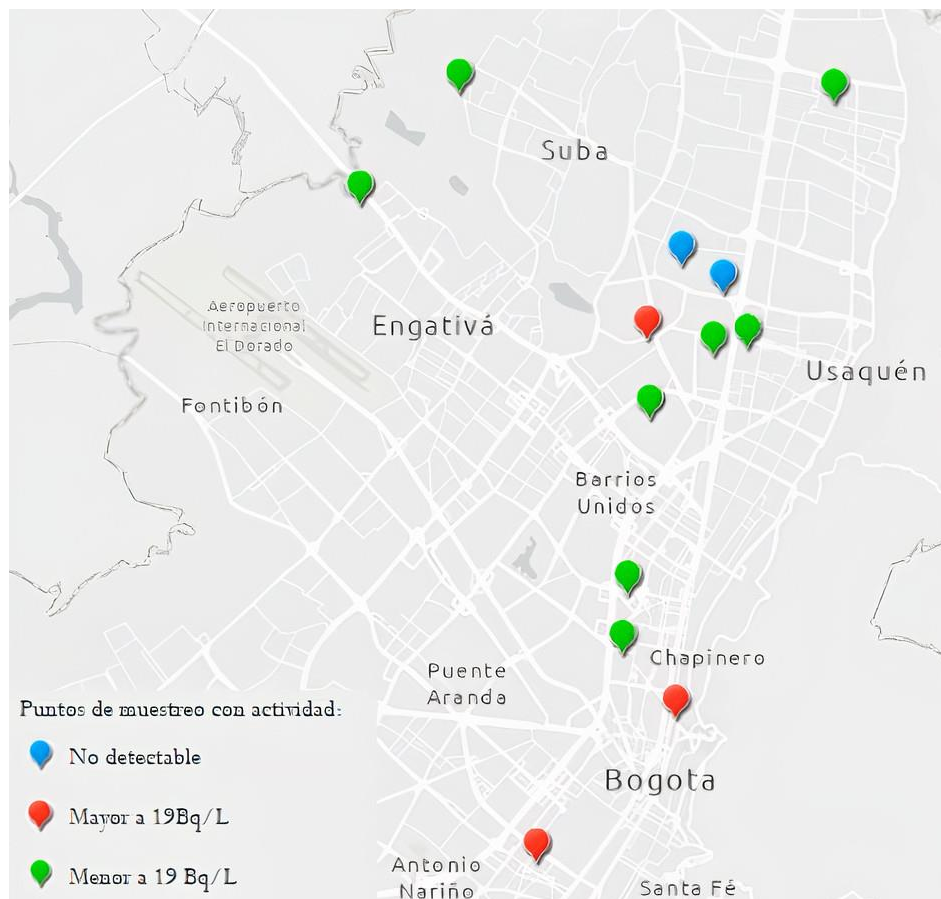 Suba
Aeropuerto
Internacional
El Dorado
Engativá
Usaquén
Fontibón
Barrios
Unidos
Chapinero
Puente
Aranda
Puntos de muestreo con actividad:
No detectable
Bogota
Mayor a 19Bq/L
Antonio
Nariño
Menor a 19 Bq/L
Santa Fé